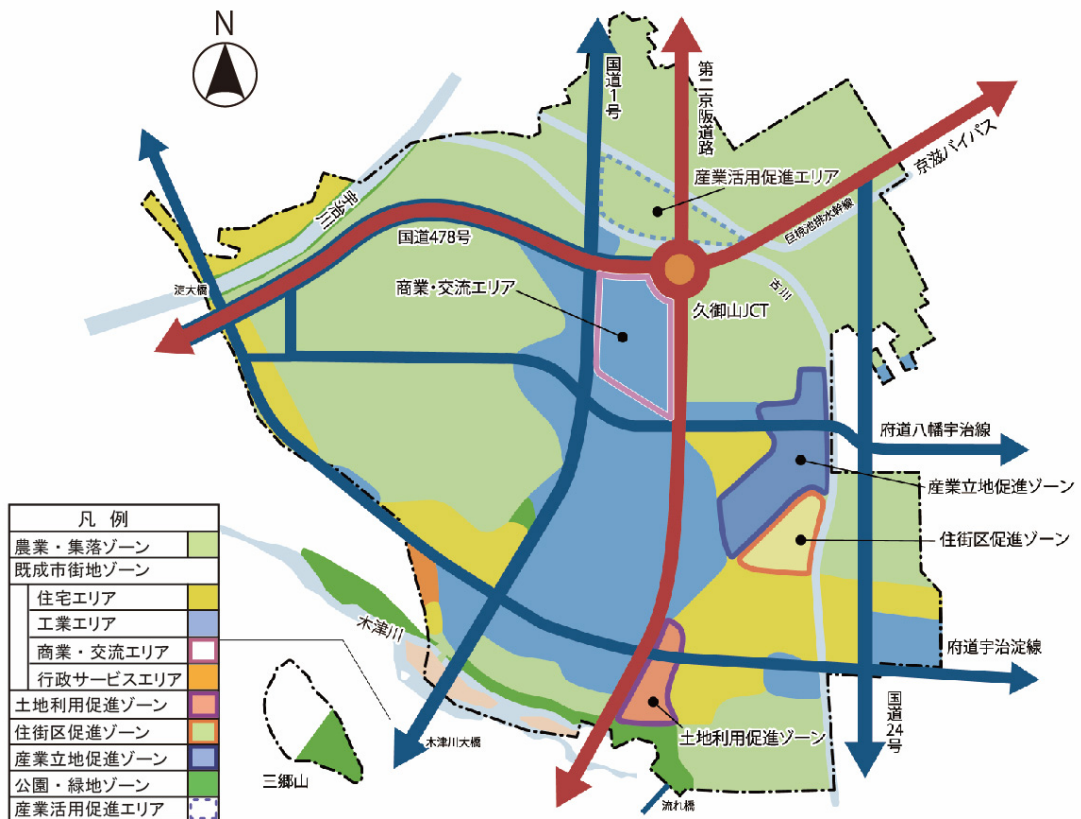 N
国道1号
第二京阪道路
京滋バイパス
産業活用促進エリア
巨椋池排水幹線
宇治川
国道478号
淀大橋
商業・交流エリア
久御山JCT
古川
府道八幡宇治線
産業立地促進ゾーン
住街区促進ゾーン
木津川
府道宇治淀線
国道24号
土地利用促進ゾーン
木津川大橋
流れ橋
三郷山
凡 例
農業・集落ゾーン
既成市街地ゾーン
住宅エリア
工業エリア
商業・交流エリア
行政サービスエリア
土地利用促進ゾーン
住街区促進ゾーン
産業立地促進ゾーン
公園・緑地ゾーン
産業活用促進エリア